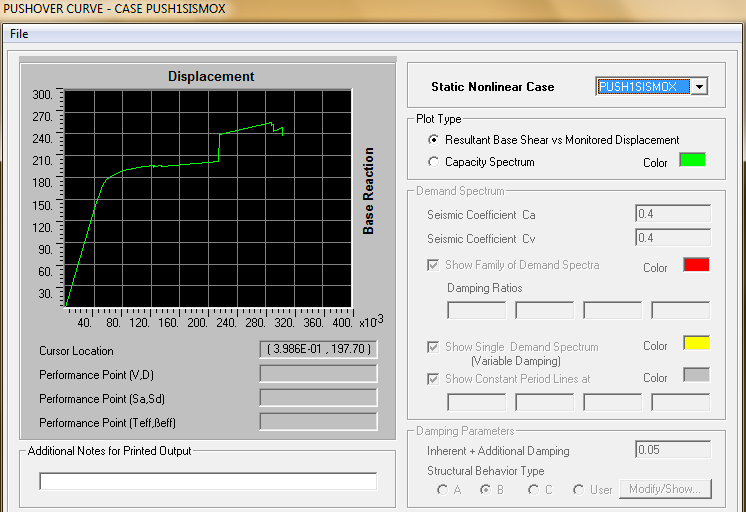 PUSHOVER CURVE - CASE PUSH1SISMOX
File
Displacement
300.
270.
240.
210.
180.
150.
120.
90.
60.
30.
Base Reaction
40. 80. 120. 160. 200. 240. 280. 320. 360. 400. x10-3
Cursor Location ( 3.986E-01 , 197.70 )
Performance Point (V,D)
Performance Point (Sa,Sd)
Performance Point (Teff,ßeff)
Additional Notes for Printed Output
Static Nonlinear Case PUSH1SISMOX
Plot Type
Resultant Base Shear vs Monitored Displacement
Capacity Spectrum Color
Demand Spectrum
Seismic Coefficient Ca 0.4
Seismic Coefficient Cv 0.4
Show Family of Demand Spectra Color
Damping Ratios
Show Single Demand Spectrum Color
(Variable Damping)
Show Constant Period Lines at Color
Damping Parameters
Inherent + Additional Damping 0.05
Structural Behavior Type
A B C User Modify/Show...